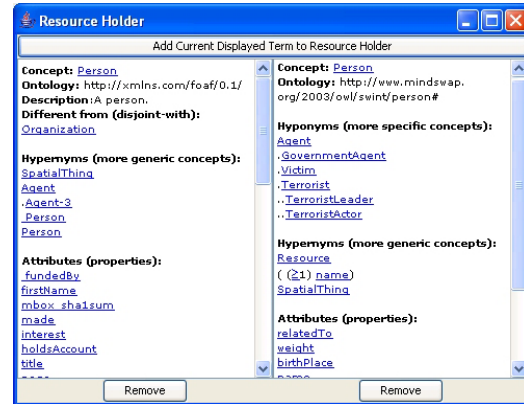 Resource Holder
Add Current Displayed Term to Resource Holder
Concept: Person
Ontology: http://xmlns.com/foaf/0.1/
Description:A person.
Different from (disjoint-with):
Organization
Hypernyms (more generic concepts):
SpatialThing
Agent
.Agent-3
_Person
Person
Attributes (properties):
_fundedBy
firstName
mbox_sha1sum
made
interest
holdsAccount
title
Remove
Concept: Person
Ontology: http://www.mindswap.
org/2003/owl/swint/person#
Hyponyms (more specific concepts):
Agent
.GovernmentAgent
.Victim
.Terrorist
..TerroristLeader
..TerroristActor
Hypernyms (more generic concepts):
Resource
( (≥1) name)
SpatialThing
Attributes (properties):
relatedTo
weight
birthPlace
name
Remove